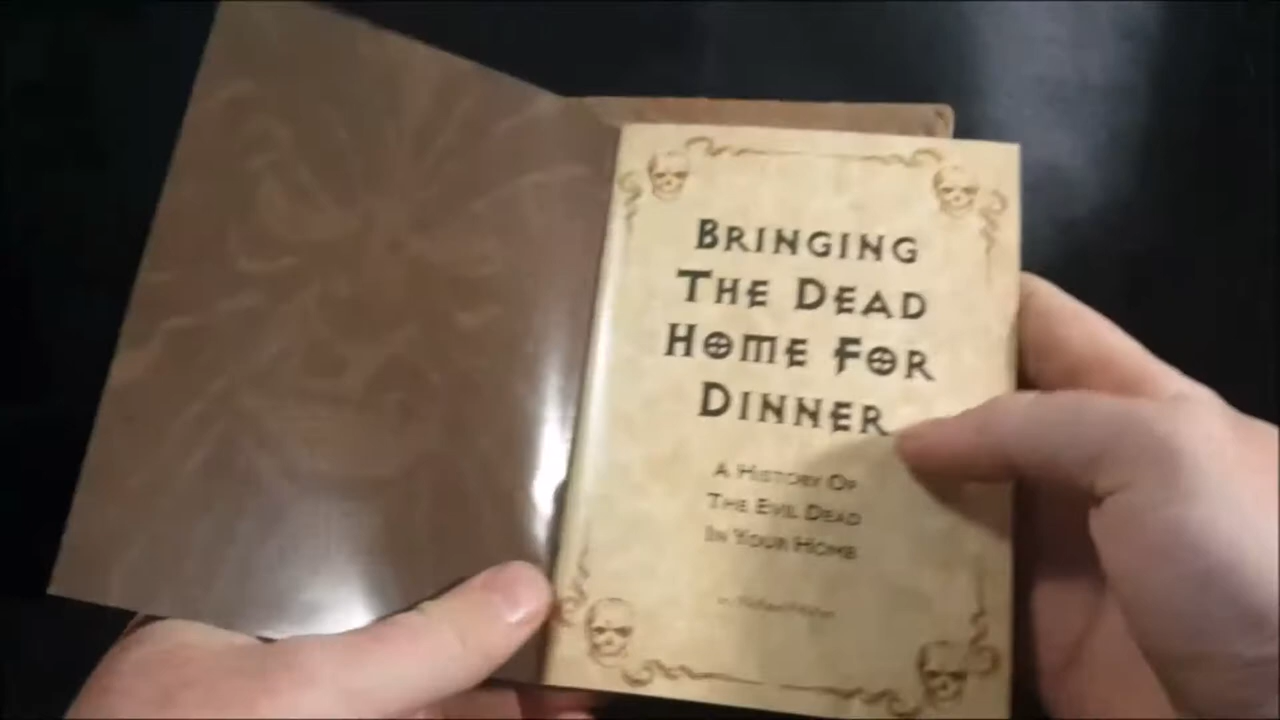 BRINGING
THE DEAD
HOME FOR
DINNER
A HISTORY OF
THE EVIL DEAD
IN YOUR HOME